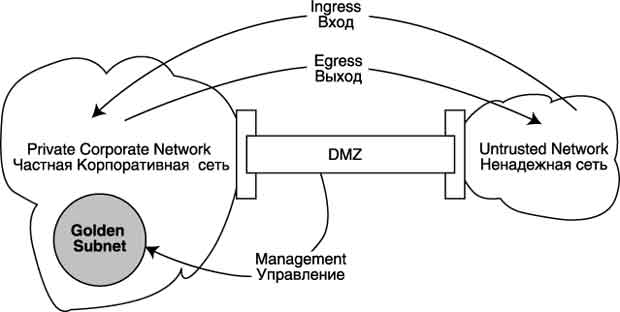 Ingress
Вход
Egress
Выход
Private Corporate Network
Частная Корпоративная сеть
DMZ
Untrusted Network
Ненадежная сеть
Golden
Subnet
Management
Управление